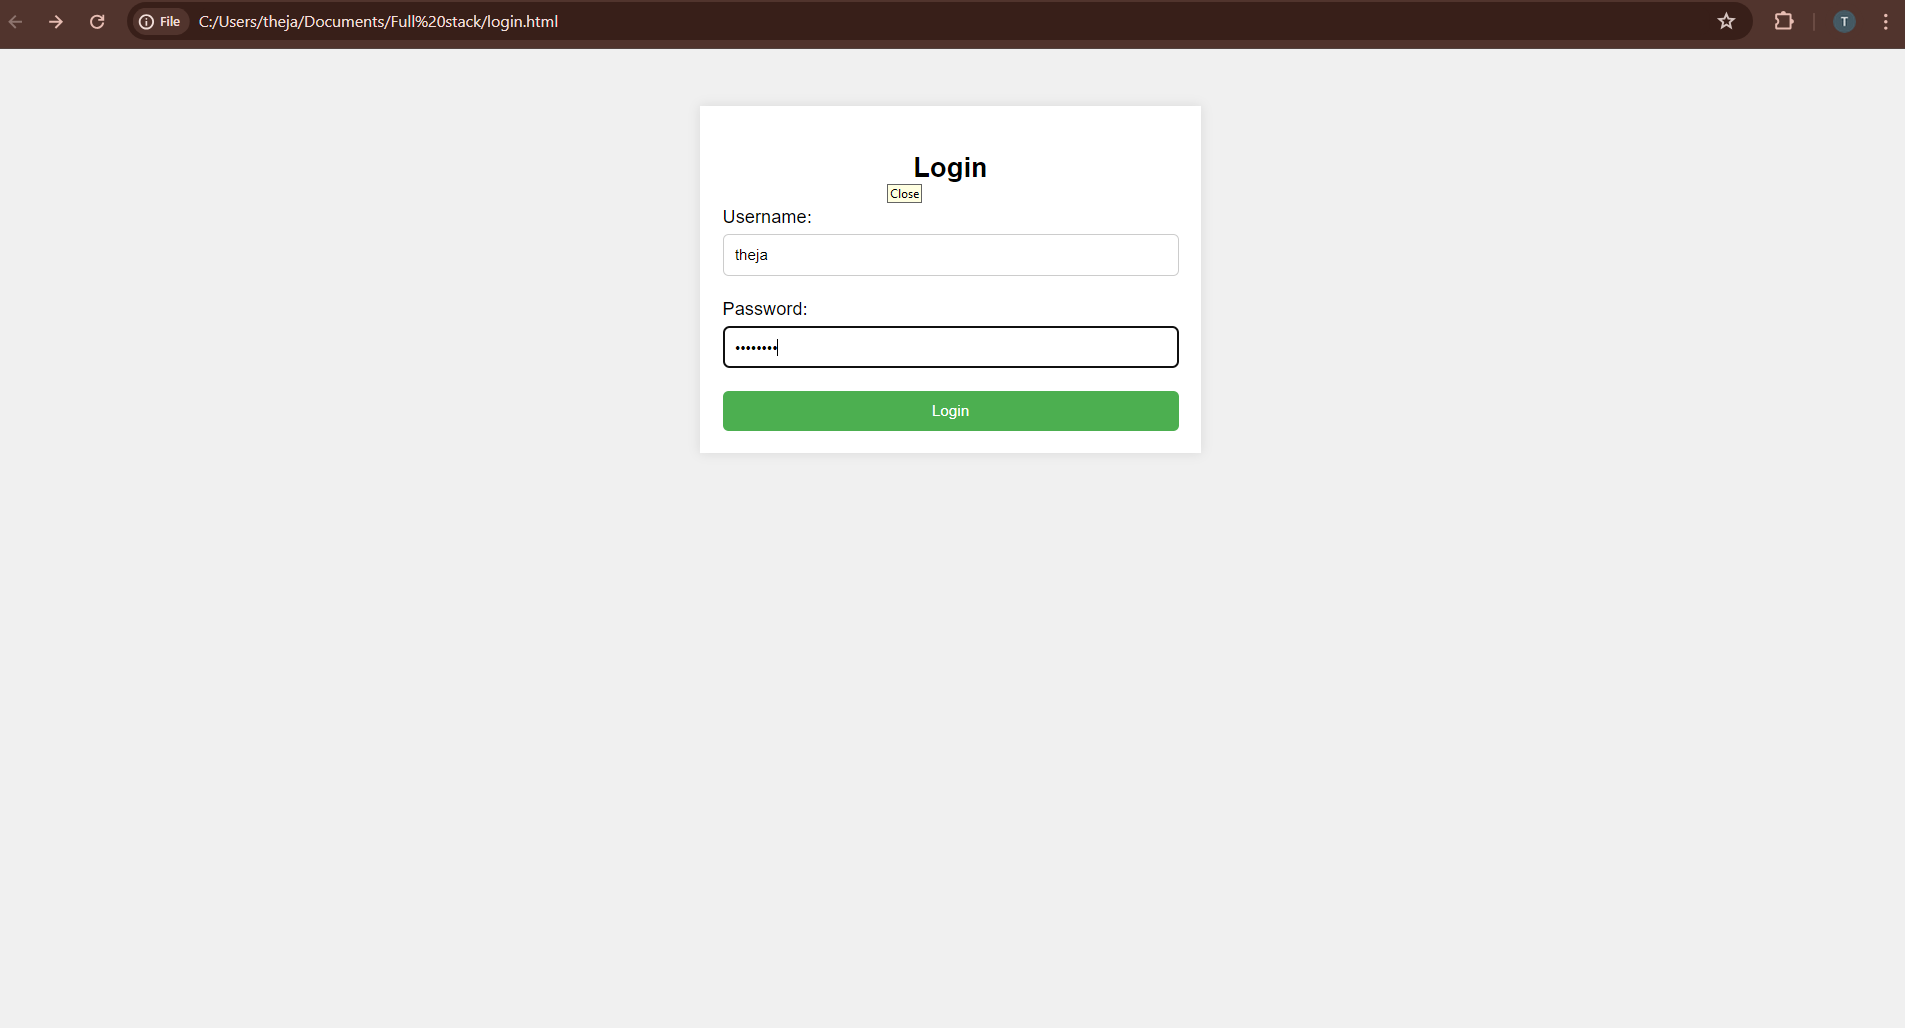 File C:/Users/theja/Documents/Full%20stack/login.html T
Login
Close
Username:
theja
Password:
••••••••
Login